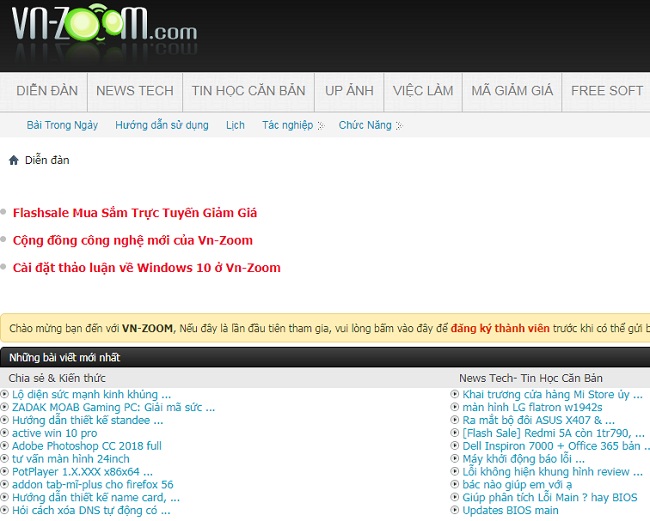 VN-ZOOM.com
DIỄN ĐÀN NEWS TECH TIN HỌC CĂN BẢN UP ẢNH VIỆC LÀM MÃ GIẢM GIÁ FREE SOFT
Bài Trong Ngày Hướng dẫn sử dụng Lịch Tác nghiệp Chức Năng
Diễn đàn
Flashsale Mua Sắm Trực Tuyến Giảm Giá
Cộng đồng công nghệ mới của Vn-Zoom
Cài đặt thảo luận về Windows 10 ở Vn-Zoom
Chào mừng bạn đến với VN-ZOOM, Nếu đây là lần đầu tiên tham gia, vui lòng bấm vào đây để đăng ký thành viên trước khi có thể gửi b
Những bài viết mới nhất
Chia sẻ & Kiến thức
Lộ diện sức mạnh kinh khủng ...
ZADAK MOAB Gaming PC: Giải mã sức ...
Hướng dẫn thiết kế standee ...
active win 10 pro
Adobe Photoshop CC 2018 full
tư vấn màn hình 24inch
PotPlayer 1.X.XXX x86x64 ...
addon tab-mĩ-plus cho firefox 56
Hướng dẫn thiết kế name card, ...
Hỏi cách xóa DNS tự động có ...
News Tech- Tin Học Căn Bản
Khai trương cửa hàng Mi Store ủy ...
màn hình LG flatron w1942s
Ra mắt bộ đôi ASUS X407 & ...
[Flash Sale] Redmi 5A còn 1tr790, ...
Dell Inspiron 7000 + Office 365 bản ...
Máy khởi động báo lỗi ...
Lỗi không hiện khung hình review ...
bác nào giúp em với ạ
Giúp phân tích Lỗi Main ? hay BIOS
Updates BIOS main